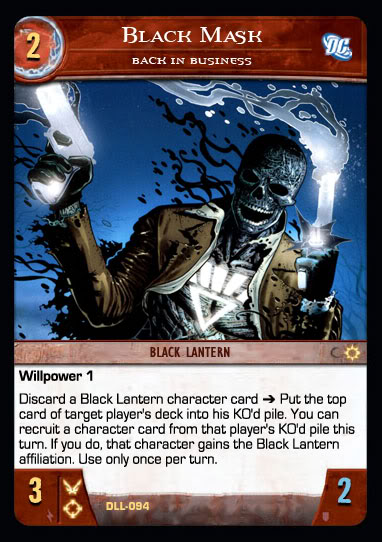 2
Black Mask
BACK IN BUSINESS
DC
BLACK LANTERN
C
Willpower 1
Discard a Black Lantern character card ➔ Put the top
card of target player's deck into his KO'd pile. You can
recruit a character card from that player's KO'd pile this
turn. If you do, that character gains the Black Lantern
affiliation. Use only once per turn.
3
DLL-094
2